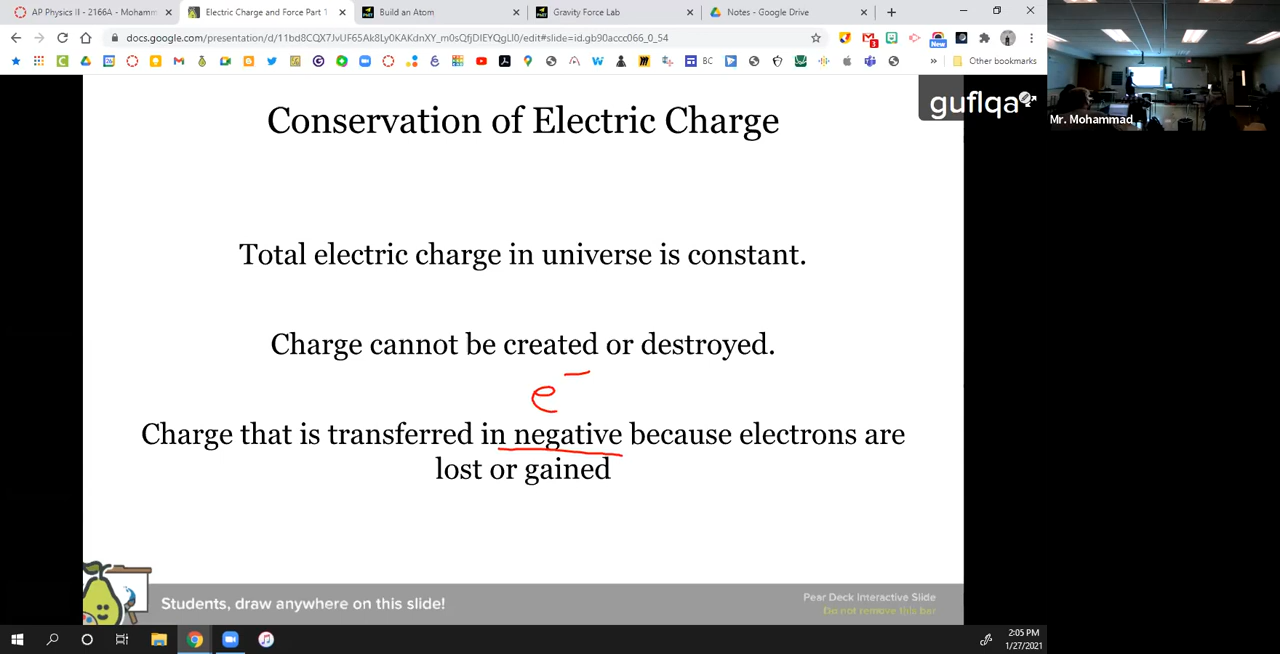 AP Physics II - 2166A - Mohamm
Electric Charge and Force Part 1
Build an Atom
Gravity Force Lab
Notes - Google Drive
docs.google.com/presentation/d/11bd8CQX7JvUF65Ak8Ly0KAKdnXY_m0sQfjDIEYQgLI0/edit#slide=id.gb90accc066_0_54
New
BC
Other bookmarks
guflqa
Mr. Mohammad
Conservation of Electric Charge
Total electric charge in universe is constant.
Charge cannot be created or destroyed.
e⁻
Charge that is transferred in negative because electrons are
lost or gained
Students, draw anywhere on this slide!
Pear Deck Interactive Slide
Do not remove this bar
2:05 PM
1/27/2021